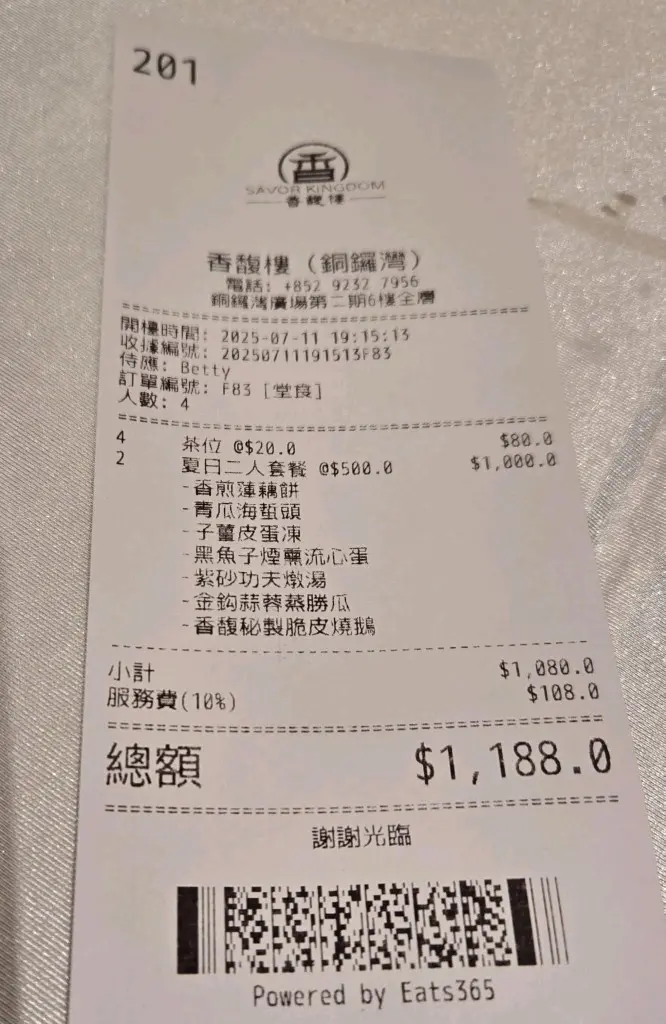 201
香
SAVOR KINGDOM
香馥樓
香馥樓 (銅鑼灣)
電話: +852 9232 7956
銅鑼灣廣場第二期6樓全層
開檯時間: 2025-07-11 19:15:13
收據編號: 20250711191513F83
侍應: Betty
訂單編號: F83 [堂食]
人數: 4
4 茶位 @$20.0 $80.0
2 夏日二人套餐 @$500.0 $1,000.0
-香煎蓮藕餅
-青瓜海蜇頭
-子薑皮蛋凍
-黑魚子煙燻流心蛋
-紫砂功夫燉湯
-金鈎蒜蓉蒸勝瓜
-香馥秘製脆皮燒鵝
小計 $1,080.0
服務費(10%) $108.0
總額 $1,188.0
謝謝光臨
Powered by Eats365